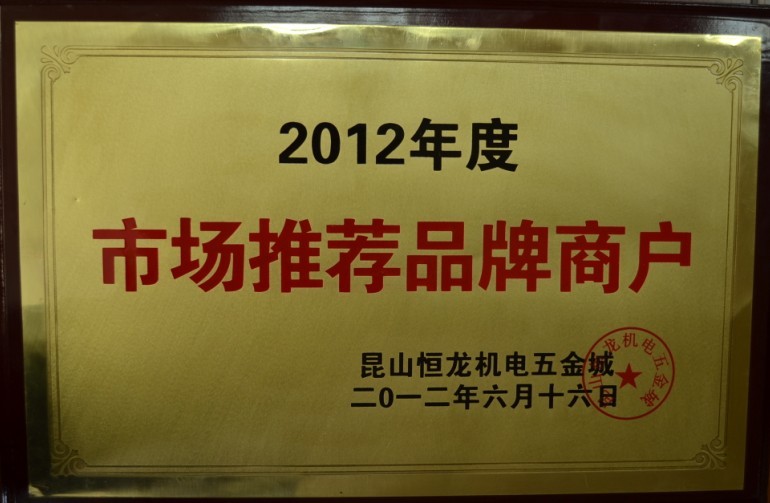 2012年度
市场推荐品牌商户
昆山恒龙机电五金城
二0一二年六月十六日